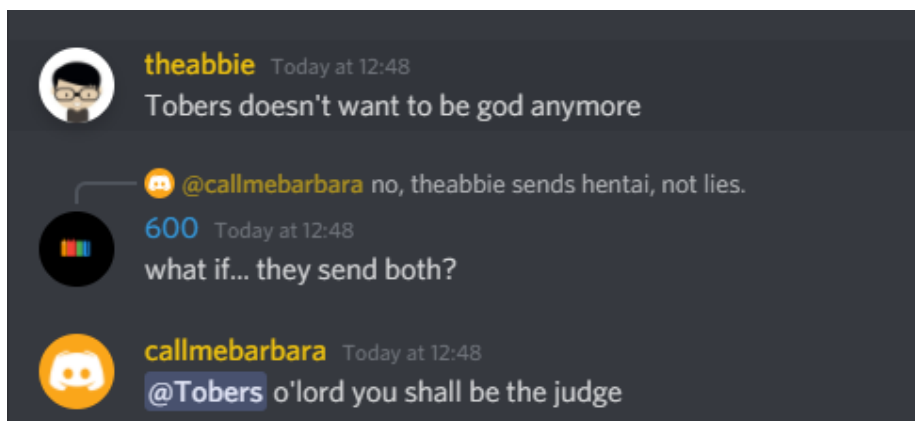 theabbie Today at 12:48
Tobers doesn't want to be god anymore
@callmebarbara no, theabbie sends hentai, not lies.
600 Today at 12:48
what if... they send both?
callmebarbara Today at 12:48
@Tobers o'lord you shall be the judge